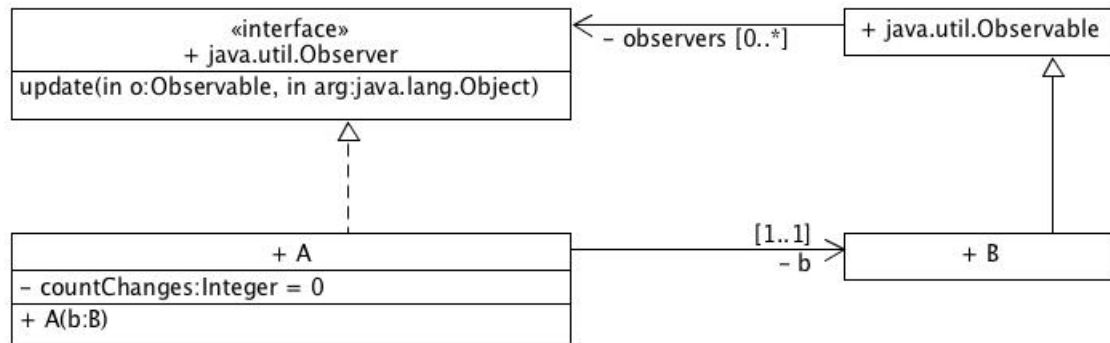 «interface»
+ java.util.Observer
update(in o:Observable, in arg:java.lang.Object)
– observers [0..*]
+ java.util.Observable
+ A
– countChanges:Integer = 0
+ A(b:B)
[1..1]
– b
+ B